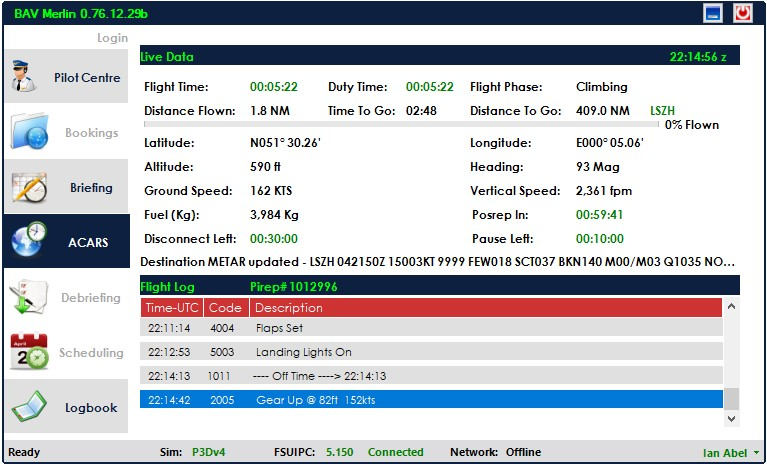 BAV Merlin 0.76.12.29b
Login
Pilot Centre
Bookings
Briefing
ACARS
Debriefing
April
Scheduling
Logbook
Live Data 22:14:56 z
Flight Time: 00:05:22 Duty Time: 00:05:22 Flight Phase: Climbing
Distance Flown: 1.8 NM Time To Go: 02:48 Distance To Go: 409.0 NM LSZH
0% Flown
Latitude: N051° 30.26' Longitude: E000° 05.06'
Altitude: 590 ft Heading: 93 Mag
Ground Speed: 162 KTS Vertical Speed: 2,361 fpm
Fuel (Kg): 3,984 Kg Posrep In: 00:59:41
Disconnect Left: 00:30:00 Pause Left: 00:10:00
Destination METAR updated - LSZH 042150Z 15003KT 9999 FEW018 SCT037 BKN140 M00/M03 Q1035 NO...
Flight Log Pirep# 1012996
Time-UTC Code Description
22:11:14 4004 Flaps Set
22:12:53 5003 Landing Lights On
22:14:13 1011 ---- Off Time ----> 22:14:13
22:14:42 2005 Gear Up @ 82ft 152kts
Ready Sim: P3Dv4 FSUIPC: 5.150 Connected Network: Offline Ian Abel